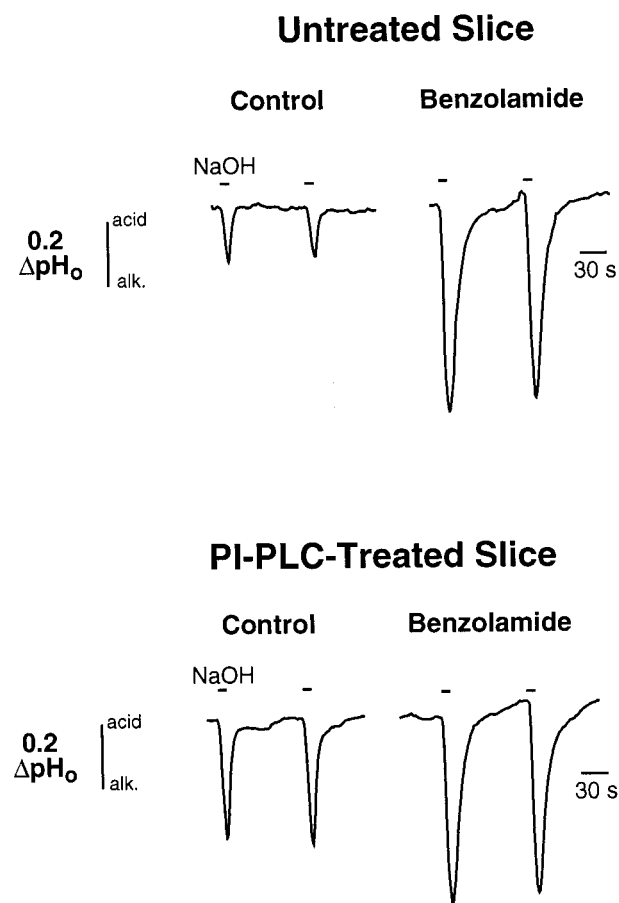 Untreated Slice
Control Benzolamide
NaOH
0.2
ΔpHo
acid
alk.
30 s
PI-PLC-Treated Slice
Control Benzolamide
NaOH
0.2
ΔpHo
acid
alk.
30 s